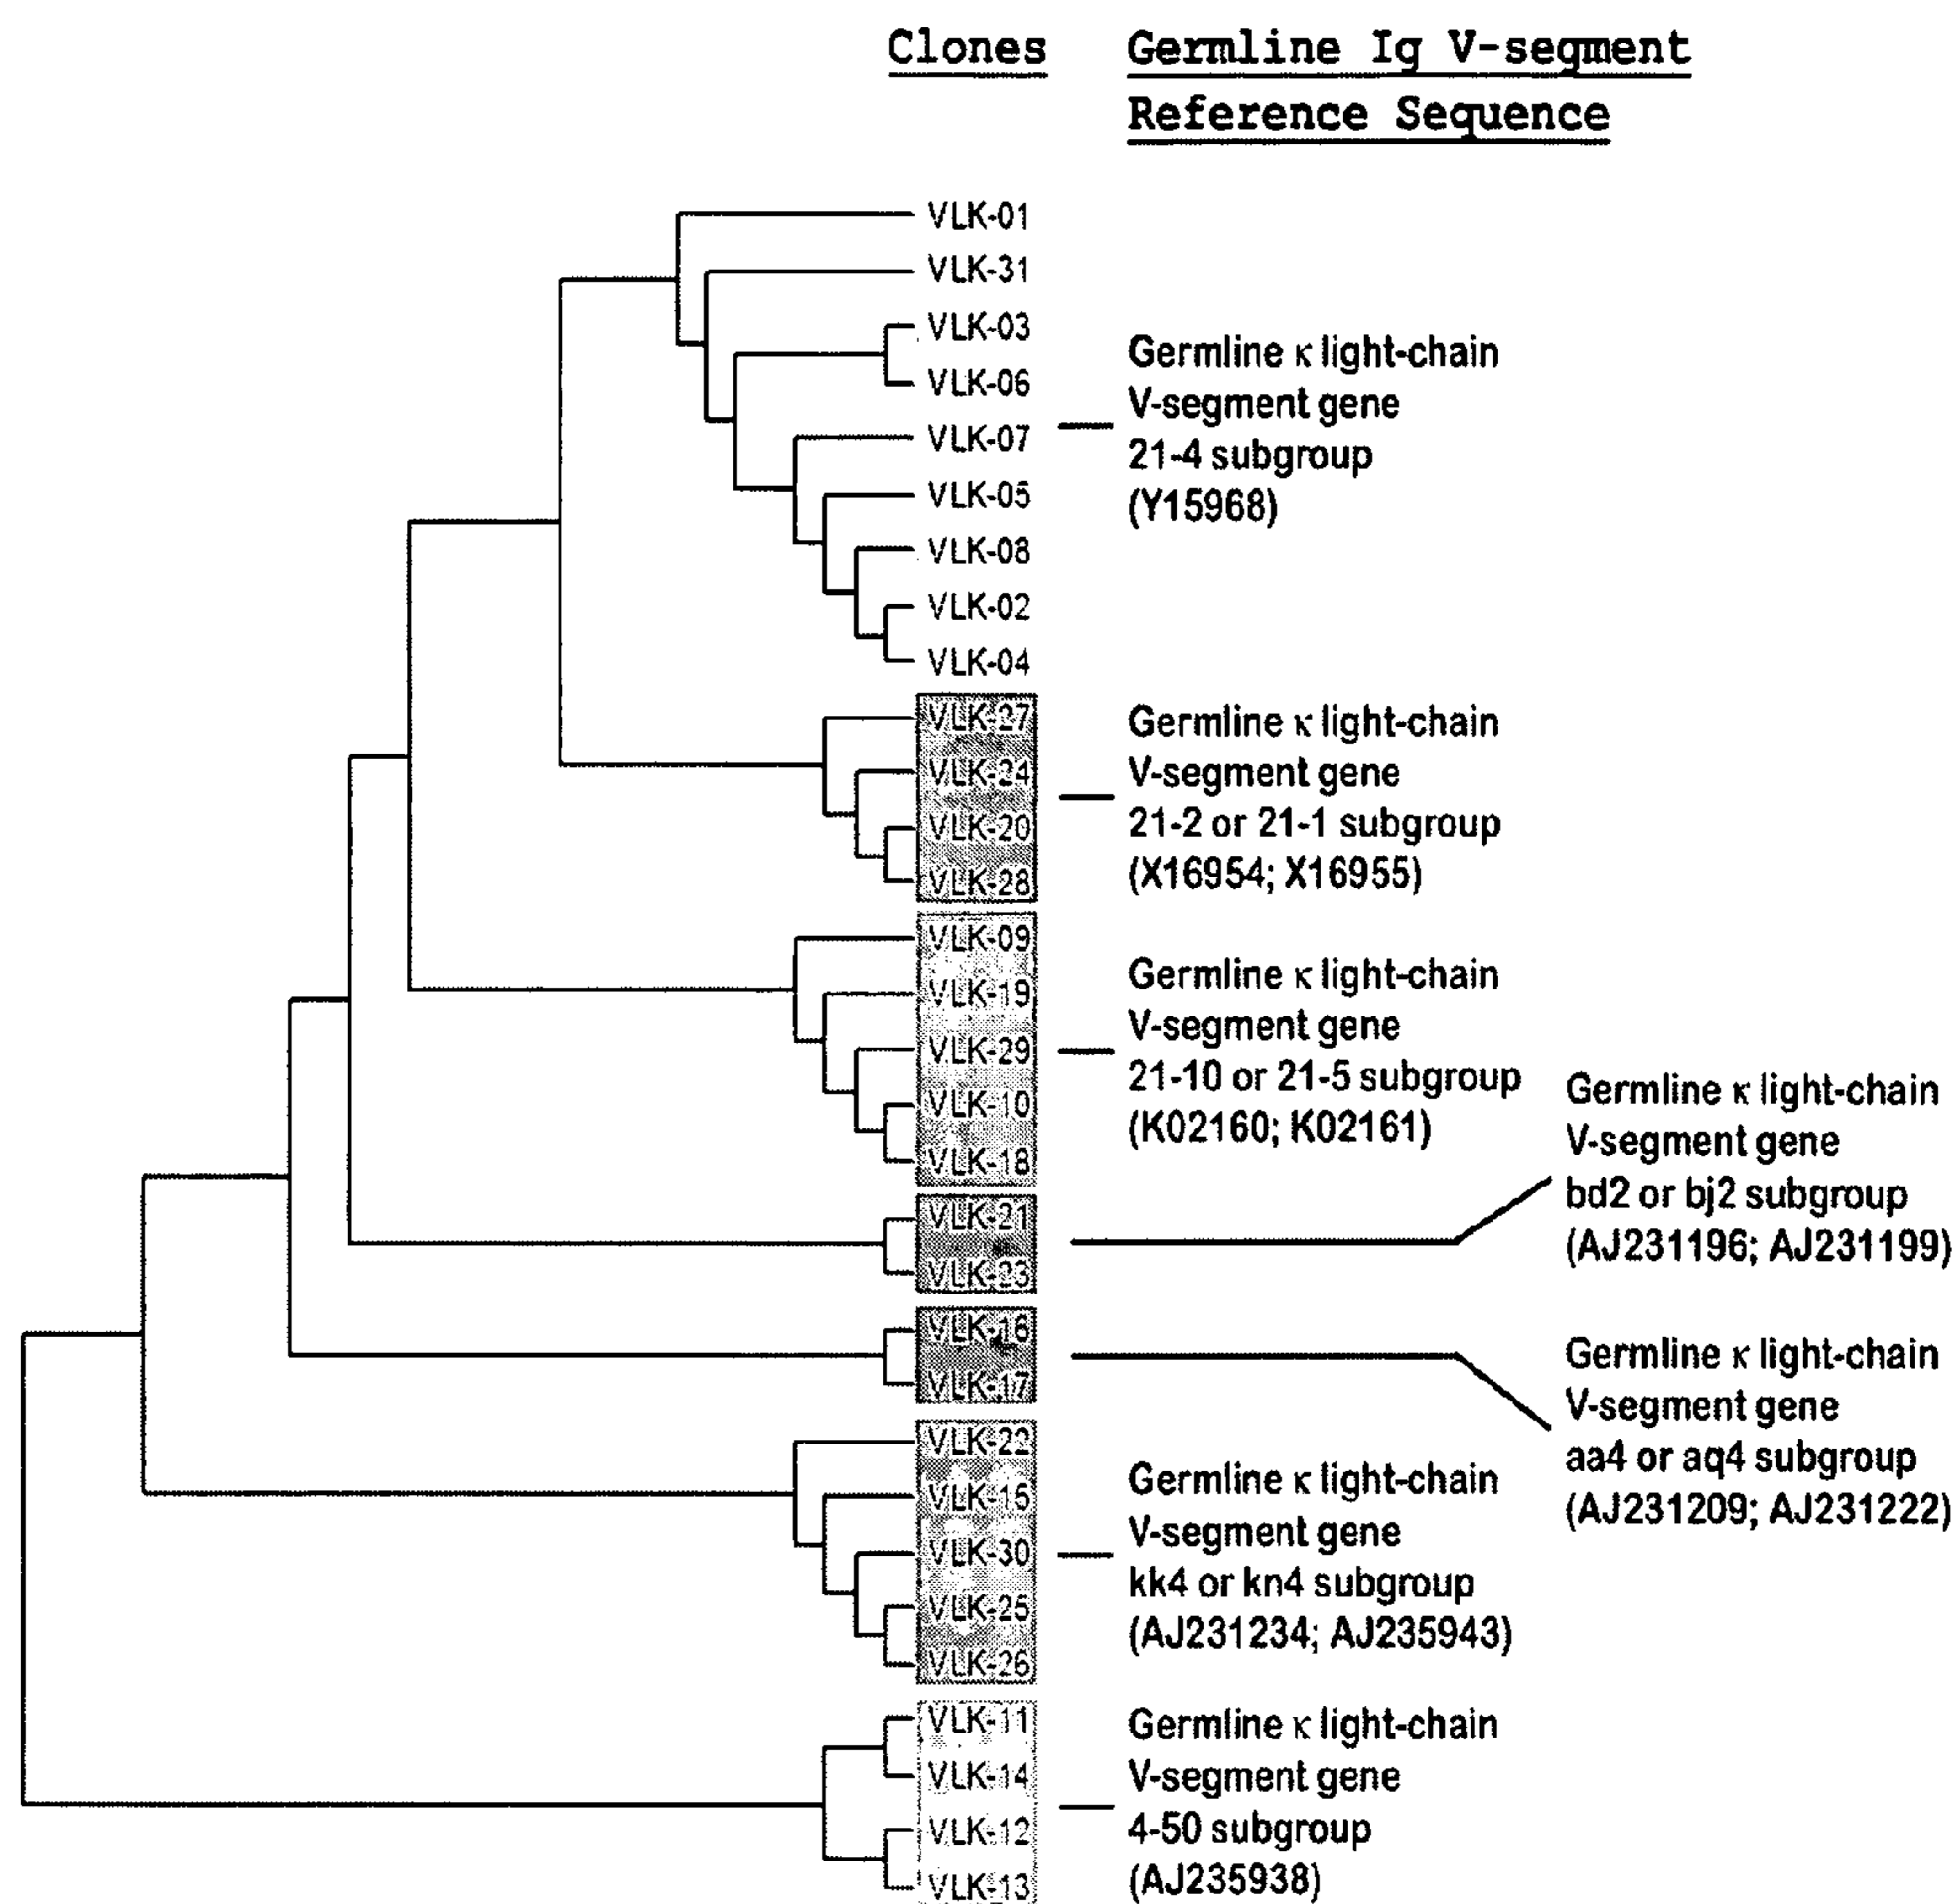 Clones
Germline Ig V-segment
Reference Sequence
VLK-01
VLK-31
VLK-03
VLK-06
VLK-07
VLK-05
VLK-08
VLK-02
VLK-04
Germline κ light-chain
V-segment gene
21-4 subgroup
(Y15968)
VLK-27
VLK-24
VLK-20
VLK-28
Germline κ light-chain
V-segment gene
21-2 or 21-1 subgroup
(X16954; X16955)
VLK-09
VLK-19
VLK-29
VLK-10
VLK-18
Germline κ light-chain
V-segment gene
21-10 or 21-5 subgroup
(K02160; K02161)
VLK-21
VLK-23
Germline κ light-chain
V-segment gene
bd2 or bj2 subgroup
(AJ231196; AJ231199)
VLK-16
VLK-17
Germline κ light-chain
V-segment gene
aa4 or aq4 subgroup
(AJ231209; AJ231222)
VLK-22
VLK-15
VLK-30
VLK-25
VLK-26
Germline κ light-chain
V-segment gene
kk4 or kn4 subgroup
(AJ231234; AJ235943)
VLK-11
VLK-14
VLK-12
VLK-13
Germline κ light-chain
V-segment gene
4-50 subgroup
(AJ235938)